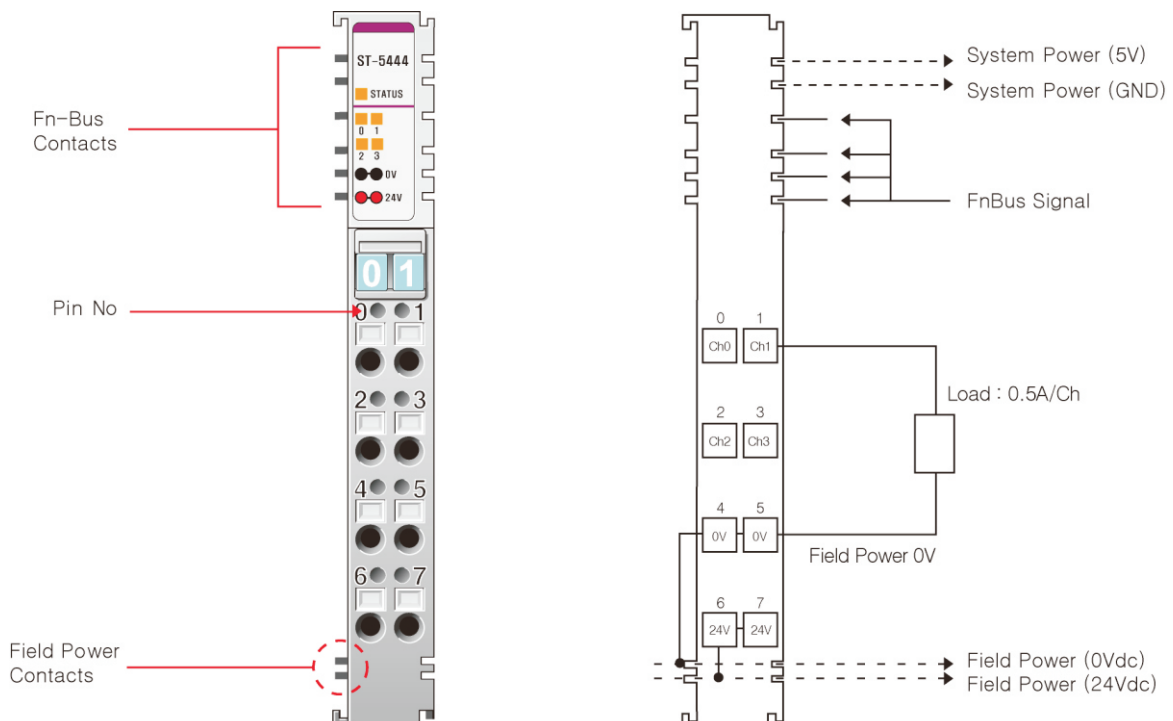 ST-5444
STATUS
0 1
2 3
0V
24V
Fn-Bus
Contacts
01
Pin No
0 1
2 3
4 5
6 7
Field Power
Contacts
System Power (5V)
System Power (GND)
FnBus Signal
0 1
Ch0 Ch1
Load : 0.5A/Ch
2 3
Ch2 Ch3
4 5
0V 0V
Field Power 0V
6 7
24V 24V
Field Power (0Vdc)
Field Power (24Vdc)